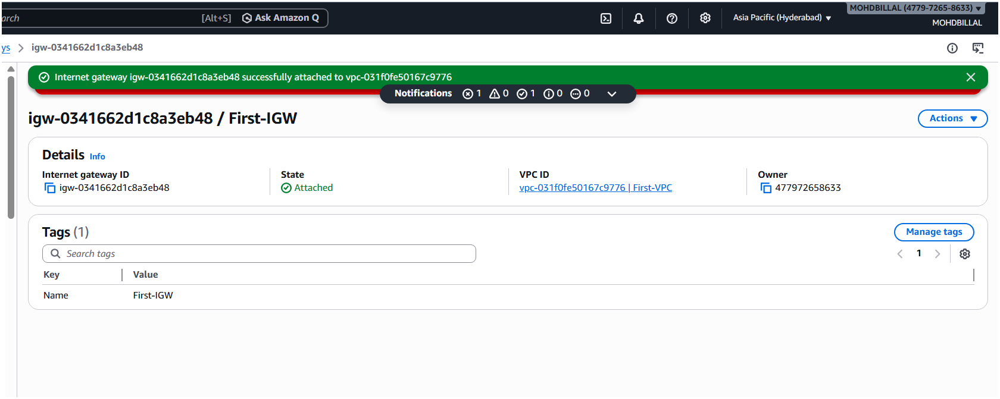 arch [Alt+S] Ask Amazon Q Asia Pacific (Hyderabad) MOHDBILLAL (4779-7265-8633)
MOHDBILLAL
ys igw-0341662d1c8a3eb48
Internet gateway igw-0341662d1c8a3eb48 successfully attached to vpc-031f0fe50167c9776
Notifications 1 0 1 0 0
igw-0341662d1c8a3eb48 / First-IGW Actions
Details Info
Internet gateway ID State VPC ID Owner
igw-0341662d1c8a3eb48 Attached vpc-031f0fe50167c9776 | First-VPC 477972658633
Tags (1) Manage tags
Search tags 1
Key Value
Name First-IGW